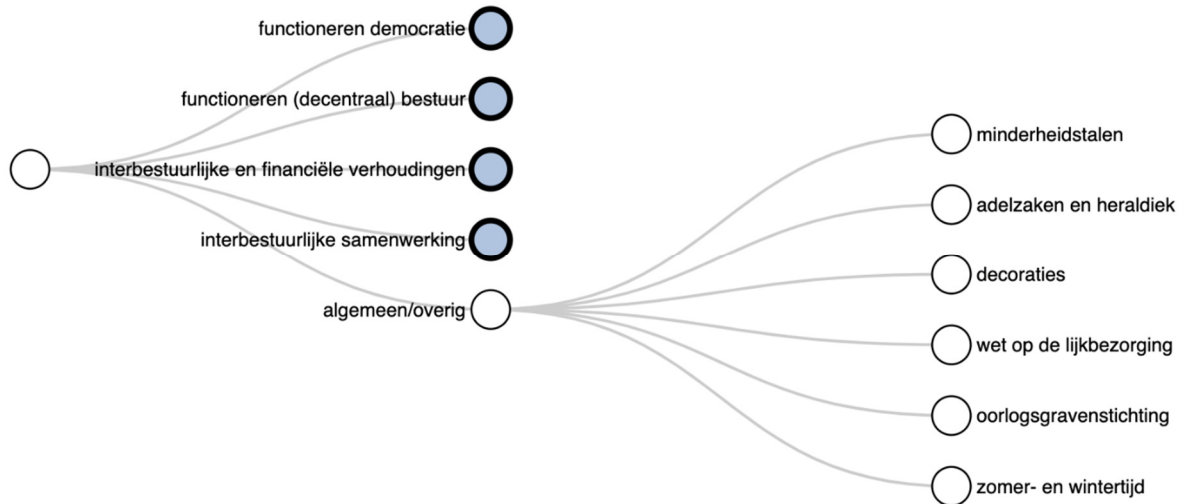 functioneren democratie
functioneren (decentraal) bestuur
interbestuurlijke en financiële verhoudingen
interbestuurlijke samenwerking
algemeen/overig
minderheidstalen
adelzaken en heraldiek
decoraties
wet op de lijkbezorging
oorlogsgravenstichting
zomer- en wintertijd